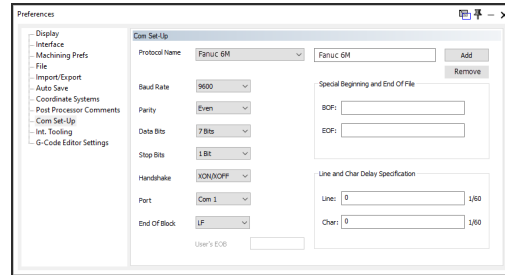 Preferences
Display
Interface
Machining Prefs
File
Import/Export
Auto Save
Coordinate Systems
Post Processor Comments
Com Set-Up
Int. Tooling
G-Code Editor Settings
Com Set-Up
Protocol Name Fanuc 6M Fanuc 6M Add
Remove
Baud Rate 9600
Parity Even
Data Bits 7 Bits
Stop Bits 1 Bit
Handshake XON/XOFF
Port Com 1
End Of Block LF
User's EOB
Special Beginning and End Of File
BOF:
EOF:
Line and Char Delay Specification
Line: 0 1/60
Char: 0 1/60